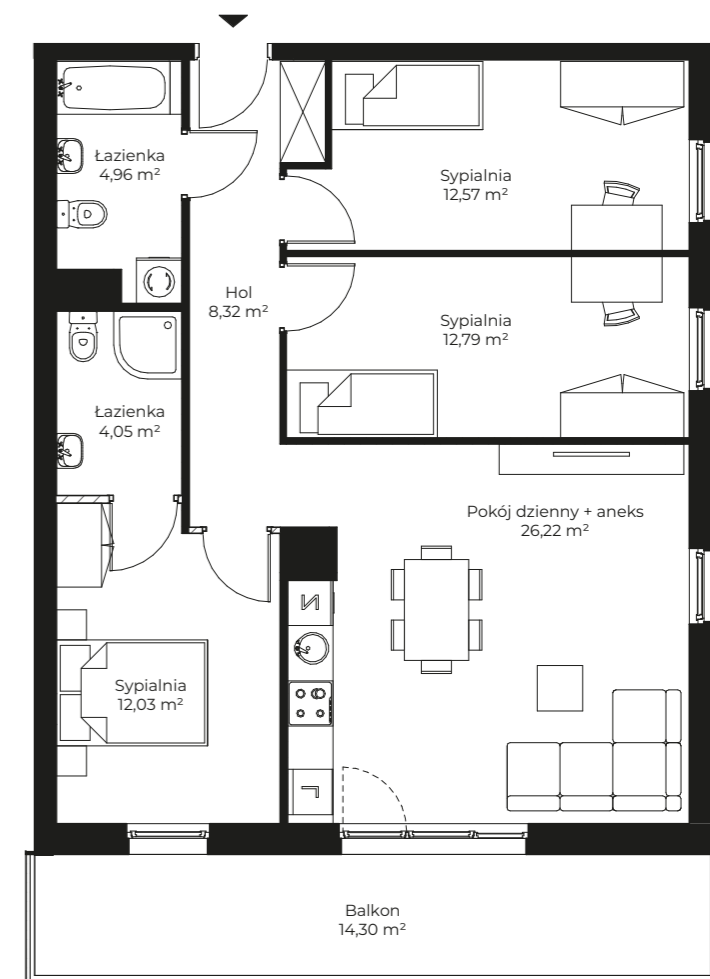 Łazienka
4,96 m²
Sypialnia
12,57 m²
Hol
8,32 m²
Sypialnia
12,79 m²
Łazienka
4,05 m²
Pokój dzienny + aneks
26,22 m²
Z
Sypialnia
12,03 m²
L
Balkon
14,30 m²